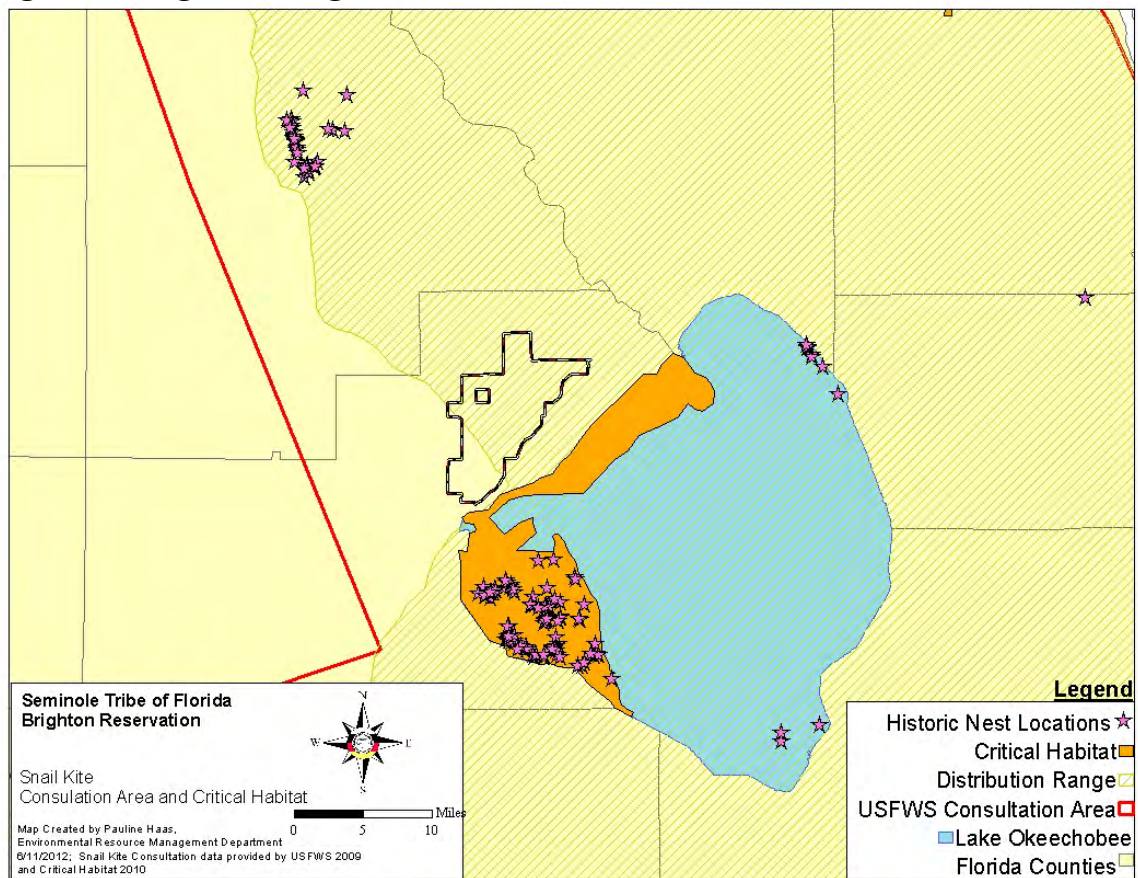 Seminole Tribe of Florida
Brighton Reservation
N
W
E
S
Snail Kite
Consulation Area and Critical Habitat
Miles
0 5 10
Map Created by Pauline Haas,
Environmental Resource Management Department
6/11/2012; Snail Kite Consultation data provided by USFWS 2009
and Critical Habitat 2010
Legend
Historic Nest Locations
Critical Habitat
Distribution Range
USFWS Consultation Area
Lake Okeechobee
Florida Counties